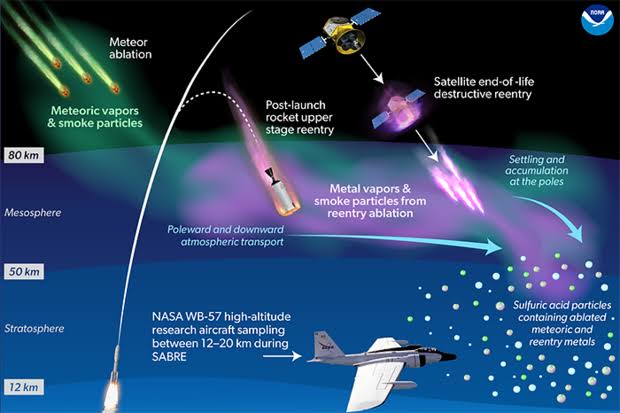 NOAA
Meteor
ablation
Meteoric vapors
& smoke particles
Post-launch
rocket upper
stage reentry
Satellite end-of-life
destructive reentry
80 km
Settling and
accumulation
at the poles
Metal vapors &
smoke particles from
reentry ablation
Mesosphere
Poleward and downward
atmospheric transport
50 km
Sulfuric acid particles
containing ablated
meteoric and
reentry metals
NASA WB-57 high-altitude
research aircraft sampling
between 12–20 km during
SABRE
Stratosphere
12 km